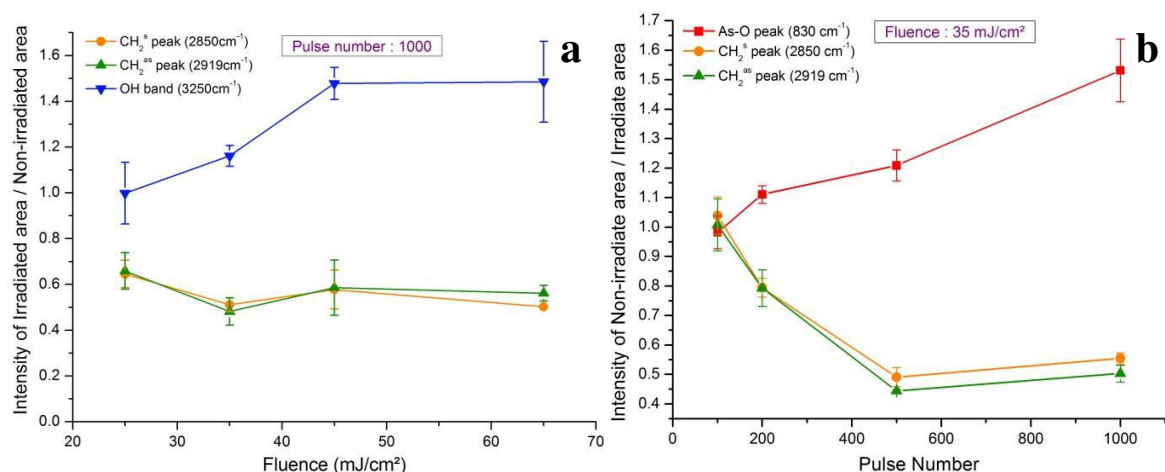 CH₂ˢ peak (2850cm⁻¹)
CH₂ᵃˢ peak (2919cm⁻¹)
OH band (3250cm⁻¹)
Pulse number : 1000
a
Intensity of Irradiated area / Non-irradiated area
1.6
1.4
1.2
1.0
0.8
0.6
0.4
0.2
0.0
20
30
40
50
60
70
Fluence (mJ/cm²)
As-O peak (830 cm⁻¹)
CH₂ˢ peak (2850 cm⁻¹)
CH₂ᵃˢ peak (2919 cm⁻¹)
Fluence : 35 mJ/cm²
b
Intensity of Non-irradiate area / Irradiate area
1.7
1.6
1.5
1.4
1.3
1.2
1.1
1.0
0.9
0.8
0.7
0.6
0.5
0.4
0
200
400
600
800
1000
Pulse Number